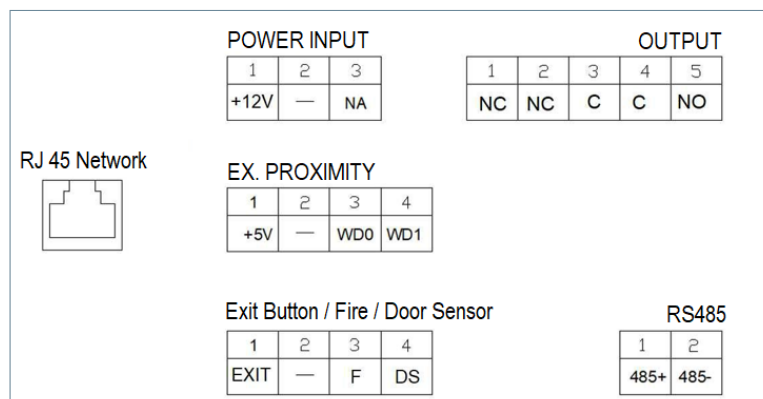 POWER INPUT
1 2 3
+12V — NA
OUTPUT
1 2 3 4 5
NC NC C C NO
RJ 45 Network
EX. PROXIMITY
1 2 3 4
+5V — WD0 WD1
Exit Button / Fire / Door Sensor
1 2 3 4
EXIT — F DS
RS485
1 2
485+ 485-